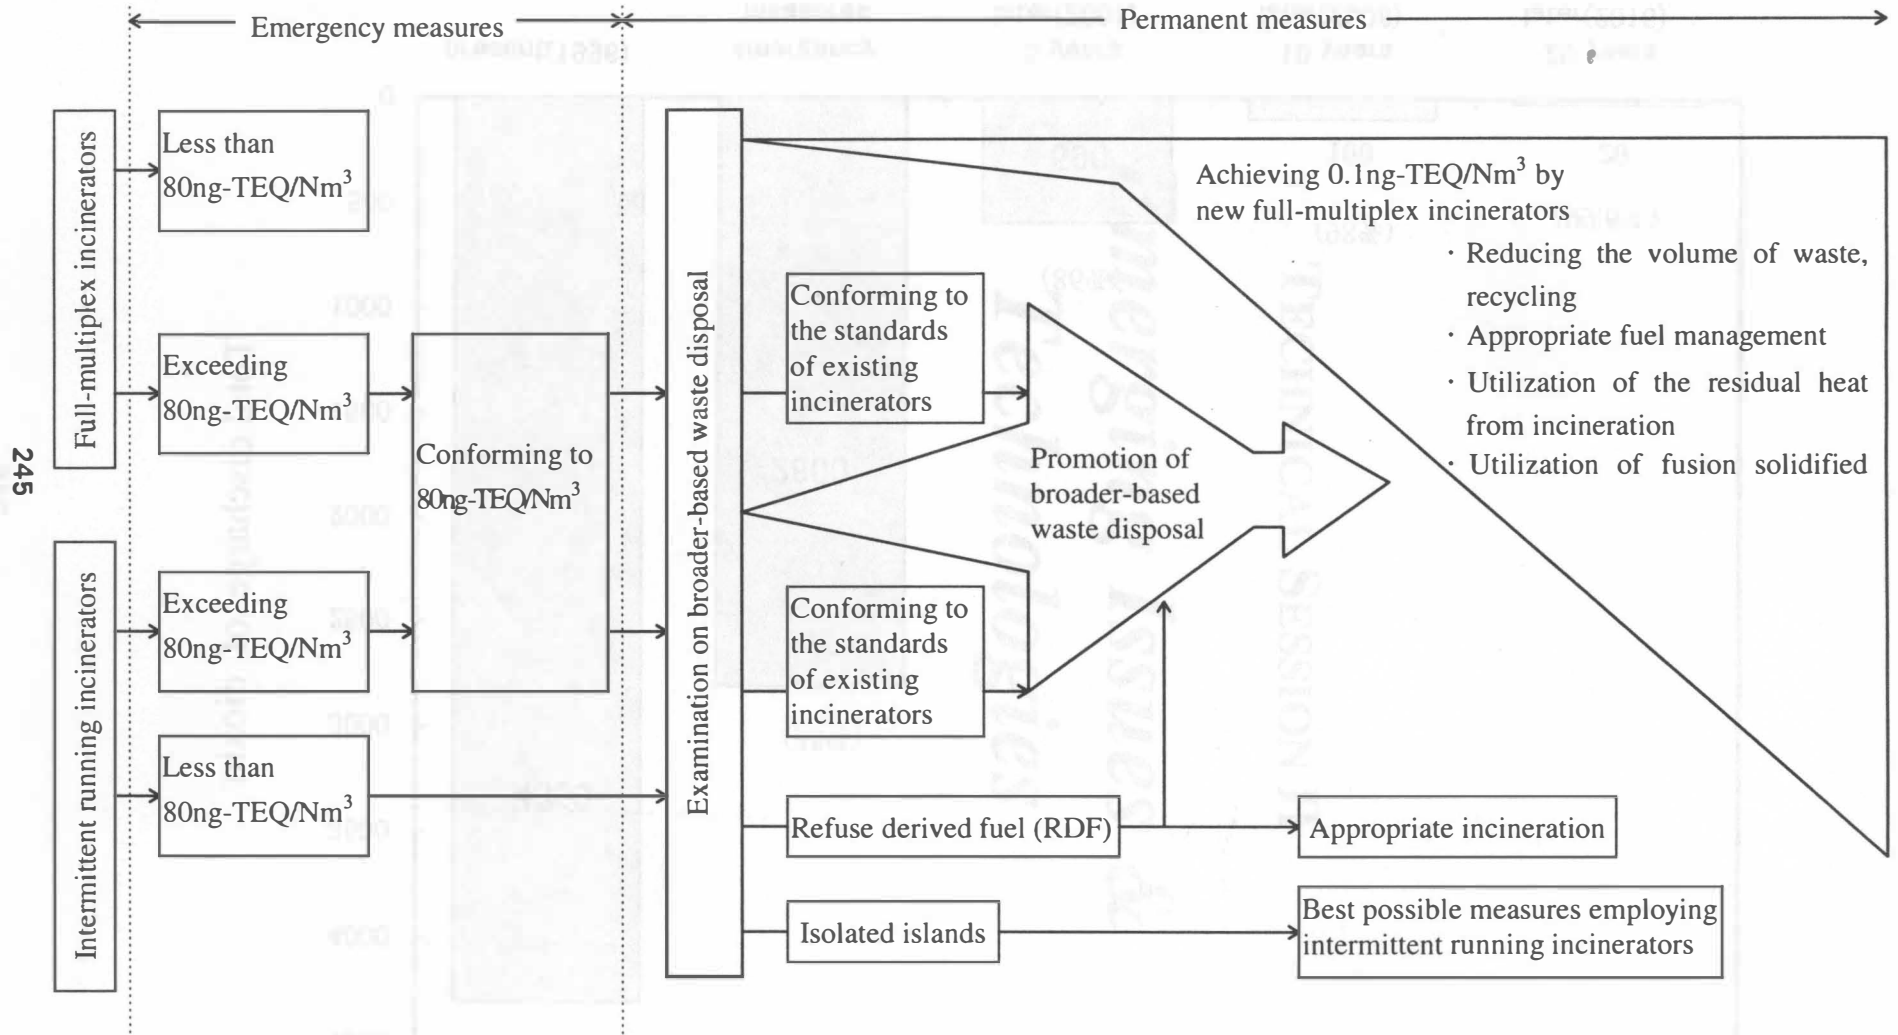 Emergency measures
Permanent measures
Full-multiplex incinerators
Less than
80ng-TEQ/Nm³
Exceeding
80ng-TEQ/Nm³
Conforming to
80ng-TEQ/Nm³
Intermittent running incinerators
Exceeding
80ng-TEQ/Nm³
Less than
80ng-TEQ/Nm³
Examination on broader-based waste disposal
Conforming to
the standards
of existing
incinerators
Promotion of
broader-based
waste disposal
Conforming to
the standards
of existing
incinerators
Achieving 0.1ng-TEQ/Nm³ by
new full-multiplex incinerators
· Reducing the volume of waste,
recycling
· Appropriate fuel management
· Utilization of the residual heat
from incineration
· Utilization of fusion solidified
Refuse derived fuel (RDF)
Appropriate incineration
Isolated islands
Best possible measures employing
intermittent running incinerators
245